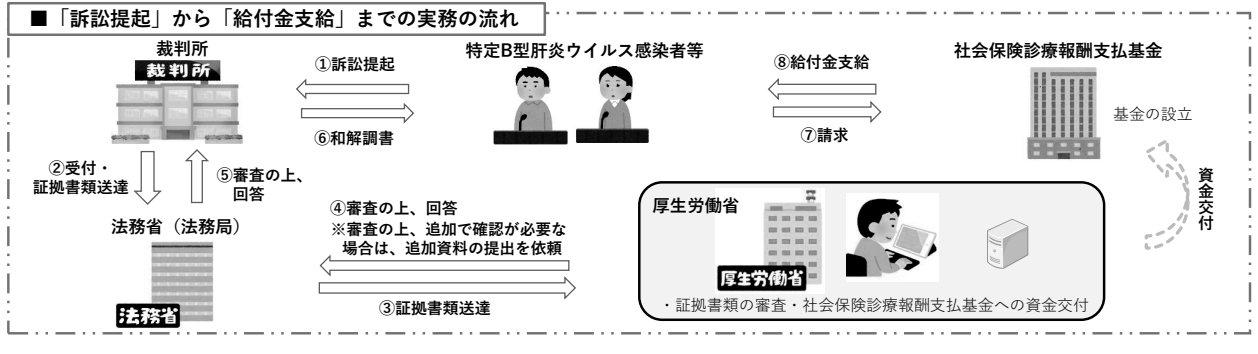 ■「訴訟提起」から「給付金支給」までの実務の流れ
裁判所
裁判所
特定B型肝炎ウイルス感染者等
社会保険診療報酬支払基金
①訴訟提起
⑥和解調書
⑧給付金支給
⑦請求
基金の設立
②受付・
証拠書類送達
⑤審査の上、
回答
資金交付
法務省（法務局）
法務省
④審査の上、回答
※審査の上、追加で確認が必要な
場合は、追加資料の提出を依頼
③証拠書類送達
厚生労働省
厚生労働省
・証拠書類の審査・社会保険診療報酬支払基金への資金交付